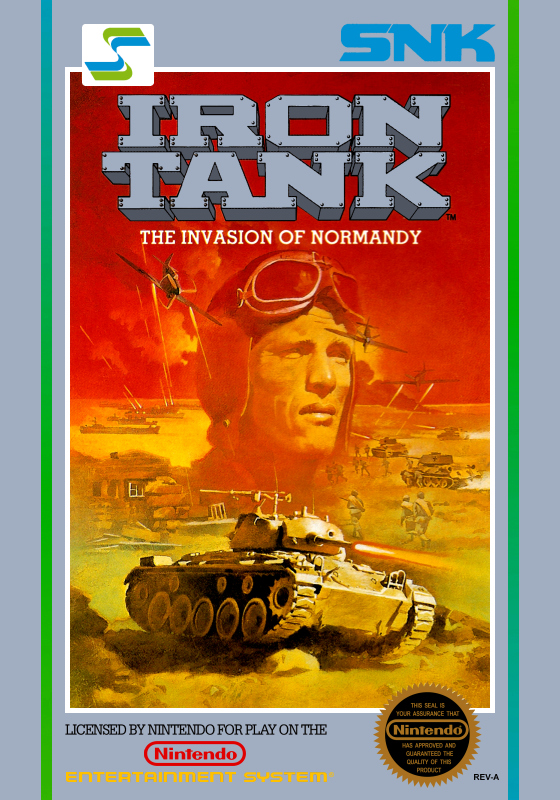 S
SNK
IRON
TANK
TM
THE INVASION OF NORMANDY
LICENSED BY NINTENDO FOR PLAY ON THE
Nintendo
ENTERTAINMENT SYSTEM®
THIS SEAL IS
YOUR ASSURANCE THAT
Nintendo
HAS APPROVED AND
GUARANTEED THE
QUALITY OF THIS
PRODUCT
REV-A